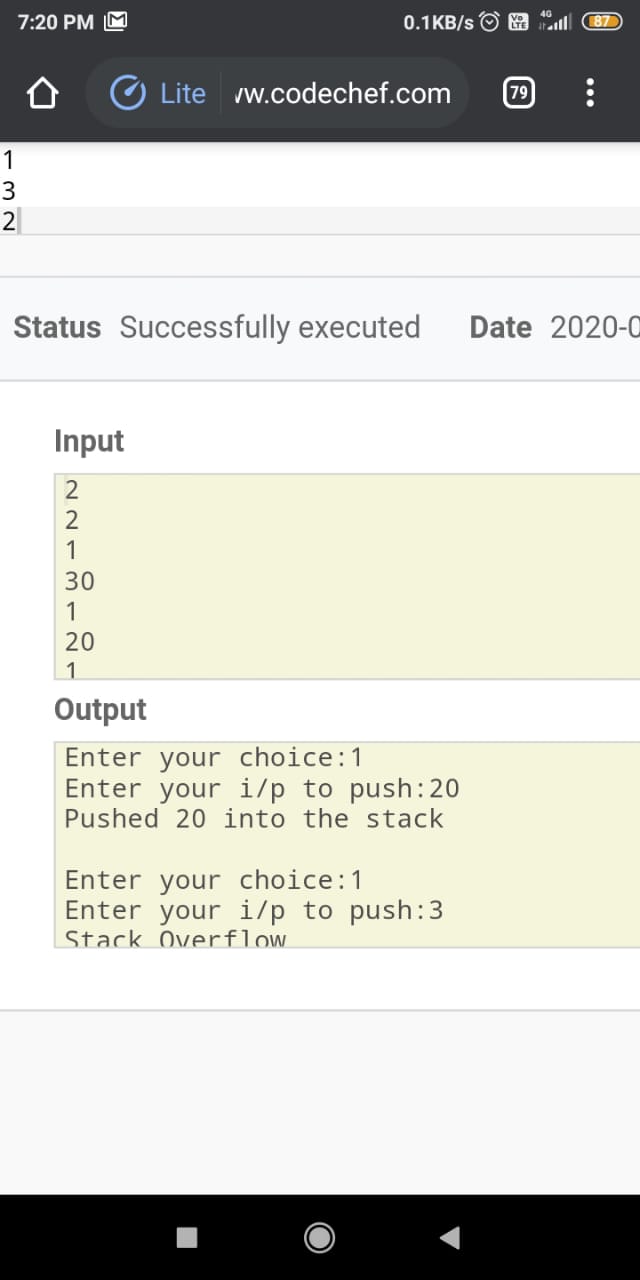 7:20 PM
0.1KB/s Vo LTE 4G 87
Lite vw.codechef.com 79
1
3
2
Status Successfully executed Date 2020-0
Input
2
2
1
30
1
20
1
Output
Enter your choice:1
Enter your i/p to push:20
Pushed 20 into the stack
Enter your choice:1
Enter your i/p to push:3
Stack Overflow